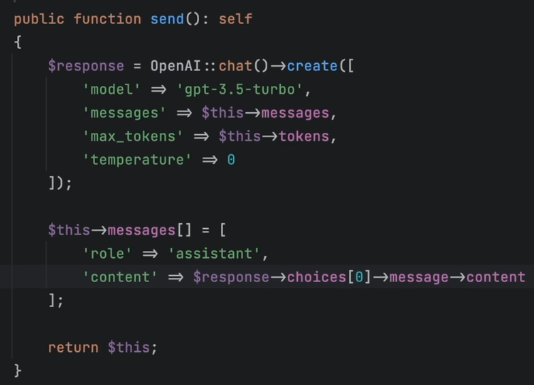 public function send(): self
{
    $response = OpenAI::chat()->create([
        'model' => 'gpt-3.5-turbo',
        'messages' => $this->messages,
        'max_tokens' => $this->tokens,
        'temperature' => 0
    ]);

    $this->messages[] = [
        'role' => 'assistant',
        'content' => $response->choices[0]->message->content
    ];

    return $this;
}